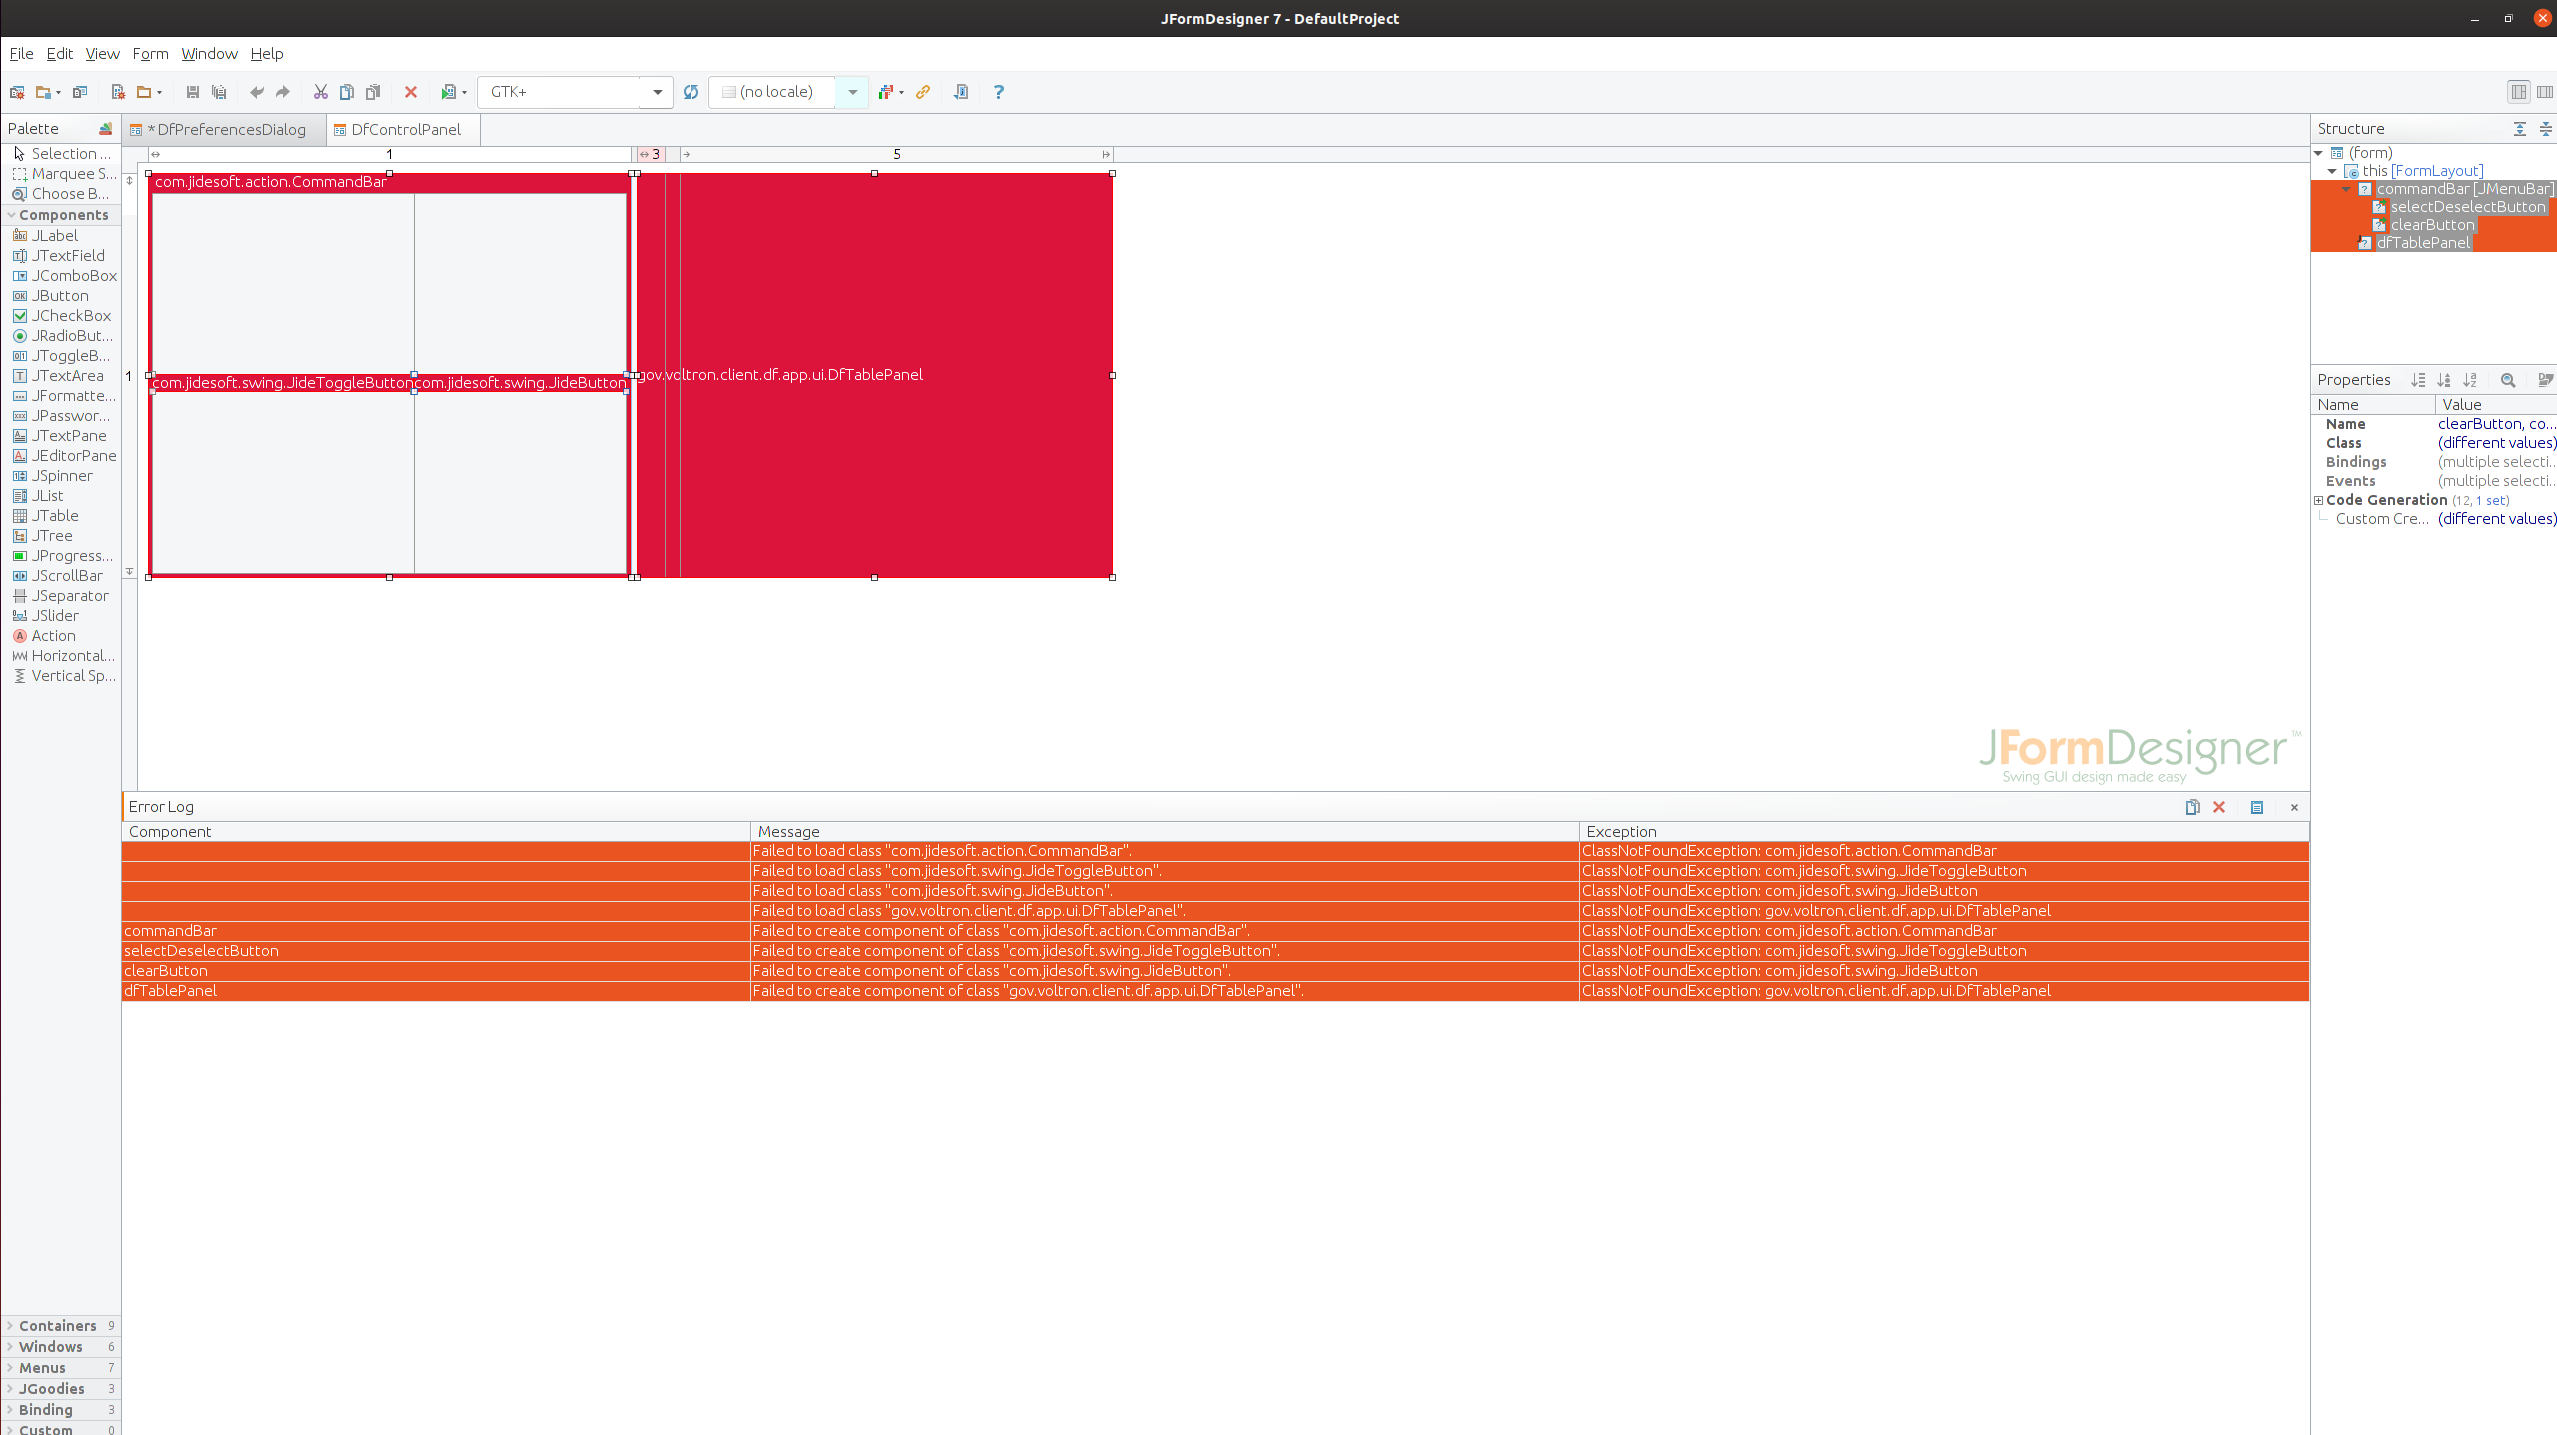 JFormDesigner 7 - DefaultProject
File Edit View Form Window Help
GTK+ (no locale)
Palette
*DfPreferencesDialog DfControlPanel
Structure
1 3 5
Selection ...
Marquee S...
Choose B...
Components
JLabel
JTextField
JComboBox
JButton
JCheckBox
JRadioBut...
JToggleB...
JTextArea
JFormatte...
JPasswor...
JTextPane
JEditorPane
JSpinner
JList
JTable
JTree
JProgress...
JScrollBar
JSeparator
JSlider
Action
Horizontal...
Vertical Sp...
Containers 9
Windows 6
Menus 7
JGoodies 3
Binding 3
Custom 0
1
com.jidesoft.action.CommandBar
com.jidesoft.swing.JideToggleButton com.jidesoft.swing.JideButton
gov.voltron.client.df.app.ui.DfTablePanel
JFormDesigner™
Swing GUI design made easy
(form)
this [FormLayout]
commandBar [JMenuBar]
selectDeselectButton
clearButton
dfTablePanel
Properties
Name Value
Name clearButton, co...
Class (different values)
Bindings (multiple selecti...
Events (multiple selecti...
Code Generation (12, 1 set)
Custom Cre... (different values)
Error Log
Component Message Exception
Failed to load class "com.jidesoft.action.CommandBar". ClassNotFoundException: com.jidesoft.action.CommandBar
Failed to load class "com.jidesoft.swing.JideToggleButton". ClassNotFoundException: com.jidesoft.swing.JideToggleButton
Failed to load class "com.jidesoft.swing.JideButton". ClassNotFoundException: com.jidesoft.swing.JideButton
Failed to load class "gov.voltron.client.df.app.ui.DfTablePanel". ClassNotFoundException: gov.voltron.client.df.app.ui.DfTablePanel
commandBar Failed to create component of class "com.jidesoft.action.CommandBar". ClassNotFoundException: com.jidesoft.action.CommandBar
selectDeselectButton Failed to create component of class "com.jidesoft.swing.JideToggleButton". ClassNotFoundException: com.jidesoft.swing.JideToggleButton
clearButton Failed to create component of class "com.jidesoft.swing.JideButton". ClassNotFoundException: com.jidesoft.swing.JideButton
dfTablePanel Failed to create component of class "gov.voltron.client.df.app.ui.DfTablePanel". ClassNotFoundException: gov.voltron.client.df.app.ui.DfTablePanel